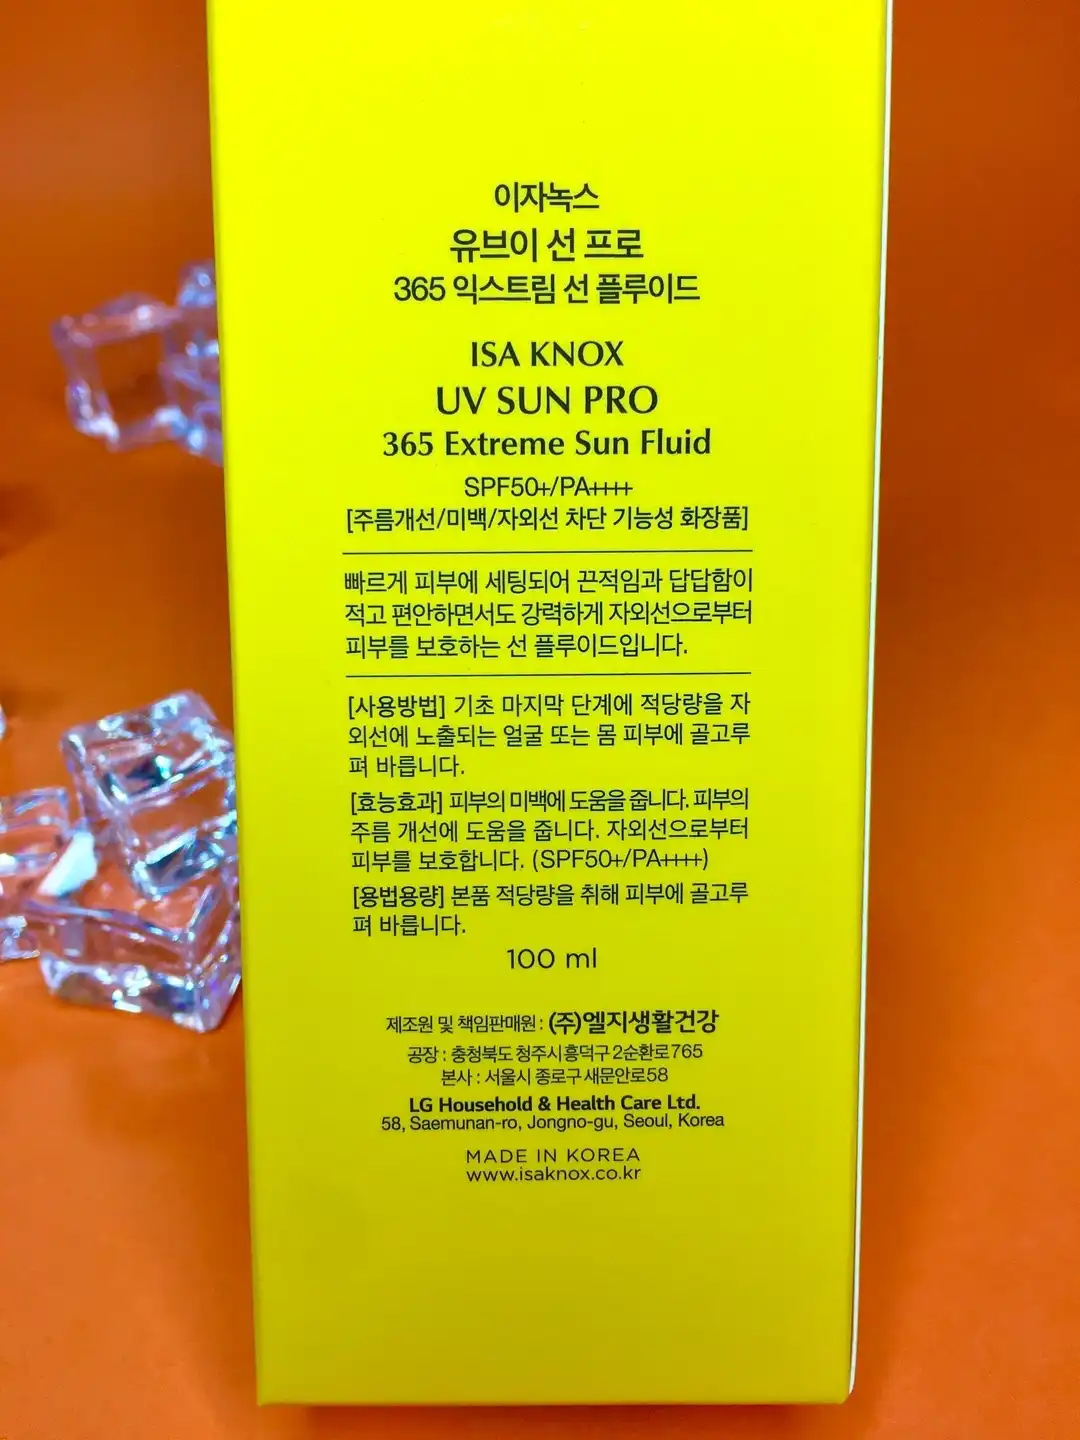 이자녹스
유브이 선 프로
365 익스트림 선 플루이드
ISA KNOX
UV SUN PRO
365 Extreme Sun Fluid
SPF50+/PA++++
[주름개선/미백/자외선 차단 기능성 화장품]
빠르게 피부에 세팅되어 끈적임과 답답함이
적고 편안하면서도 강력하게 자외선으로부터
피부를 보호하는 선 플루이드입니다.
[사용방법] 기초 마지막 단계에 적당량을 자
외선에 노출되는 얼굴 또는 몸 피부에 골고루
펴 바릅니다.
[효능효과] 피부의 미백에 도움을 줍니다. 피부의
주름 개선에 도움을 줍니다. 자외선으로부터
피부를 보호합니다. (SPF50+/PA++++)
[용법용량] 본품 적당량을 취해 피부에 골고루
펴 바릅니다.
100 ml
제조원 및 책임판매원 : (주)엘지생활건강
공장 : 충청북도 청주시 흥덕구 2순환로 765
본사 : 서울시 종로구 새문안로58
LG Household & Health Care Ltd.
58, Saemunan-ro, Jongno-gu, Seoul, Korea
MADE IN KOREA
www.isaknox.co.kr